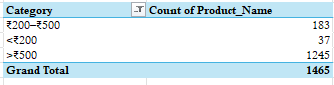 Category Count of Product_Name
₹200–₹500 183
<₹200 37
>₹500 1245
Grand Total 1465